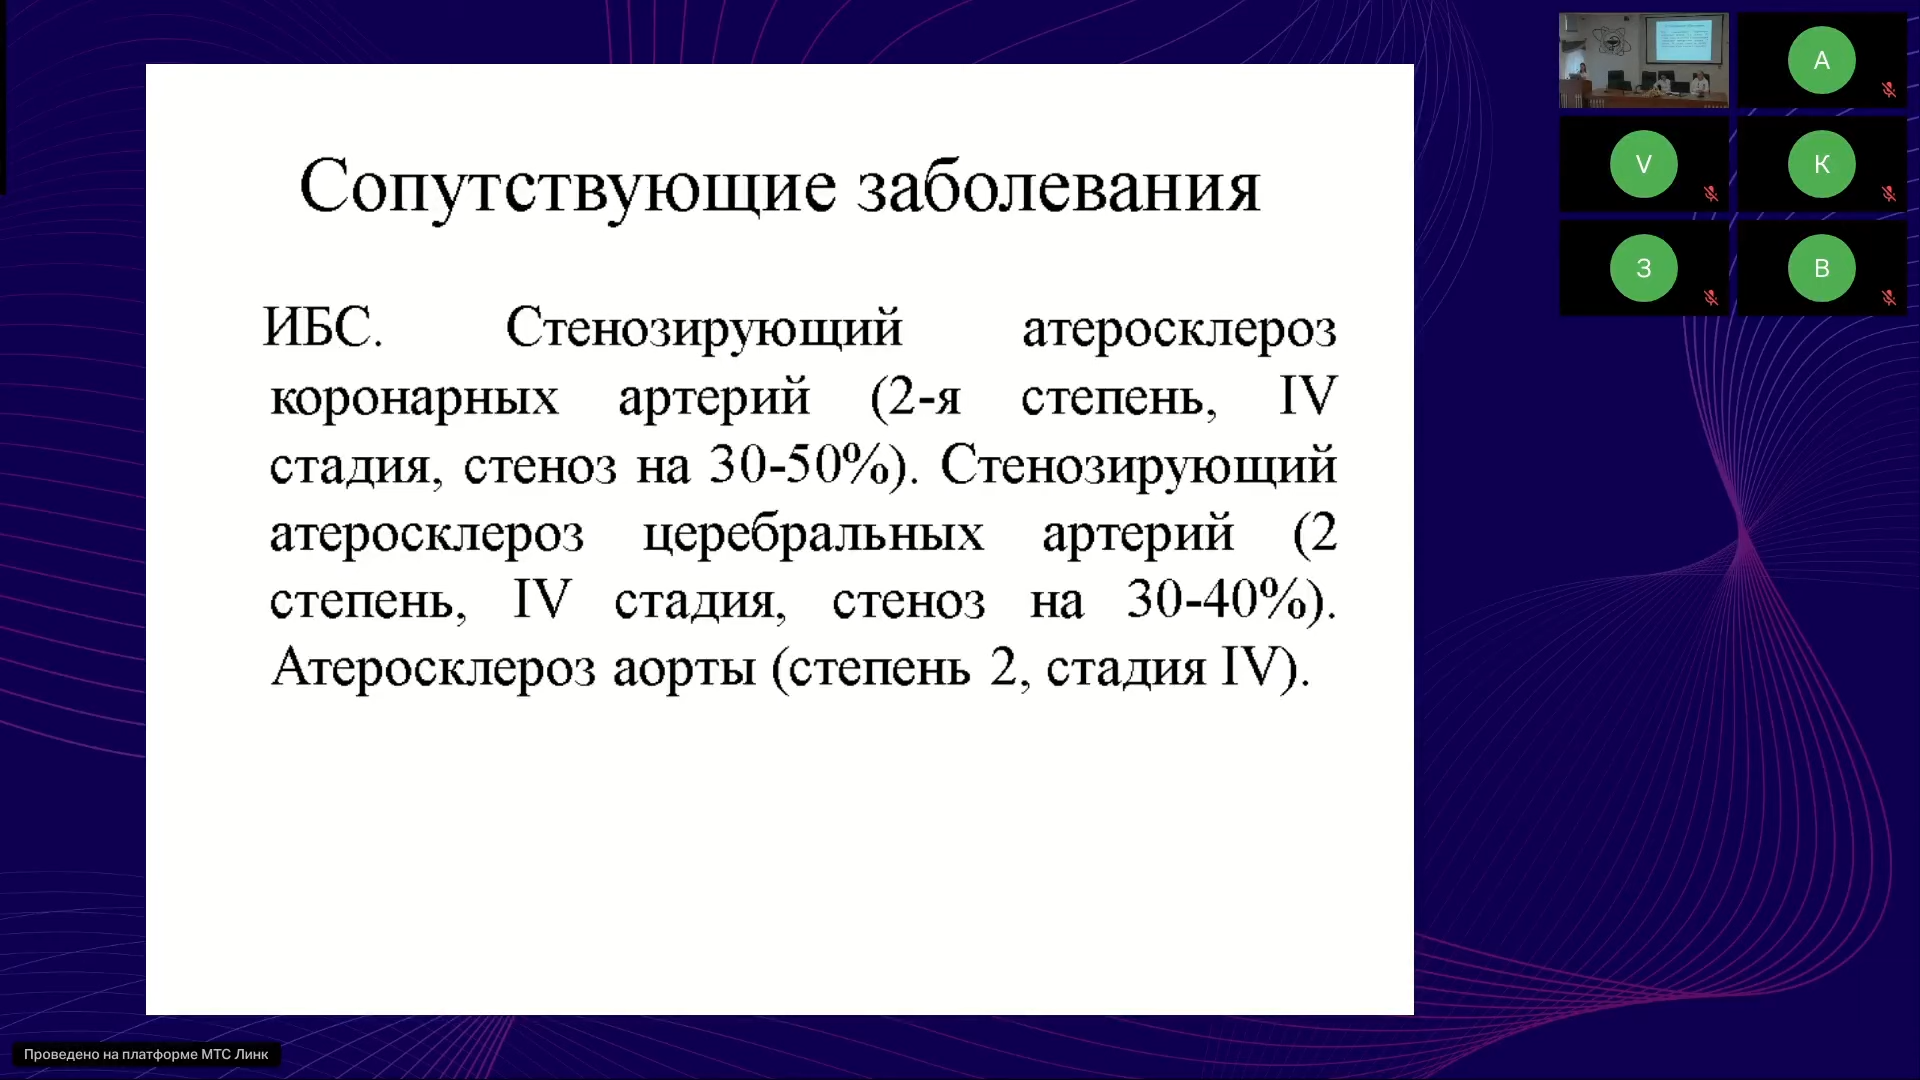 Сопутствующие заболевания
ИБС. Стенозирующий атеросклероз
коронарных артерий (2-я степень, IV
стадия, стеноз на 30-50%). Стенозирующий
атеросклероз церебральных артерий (2
степень, IV стадия, стеноз на 30-40%).
Атеросклероз аорты (степень 2, стадия IV).
А
V
К
З
В
Проведено на платформе МТС Линк